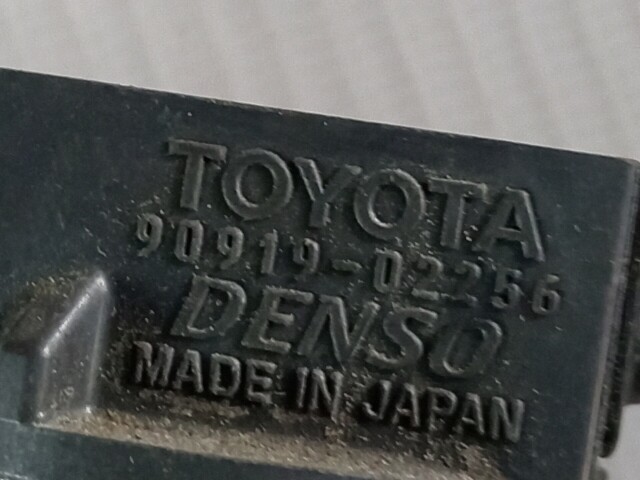 TOYOTA
90919-02256
DENSO
MADE IN JAPAN